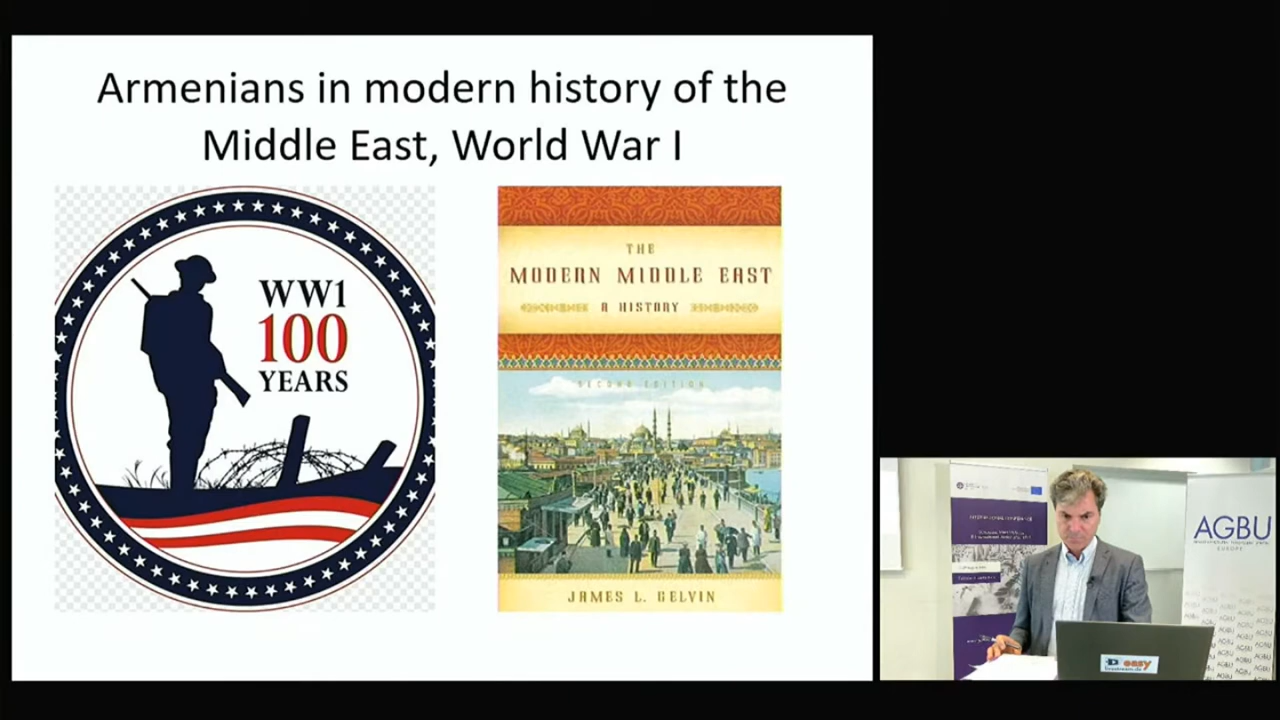 Armenians in modern history of the
Middle East, World War I
WW1
100
YEARS
THE
MODERN MIDDLE EAST
A HISTORY
SECOND EDITION
JAMES L. GELVIN
AGBU
EUROPE
easy